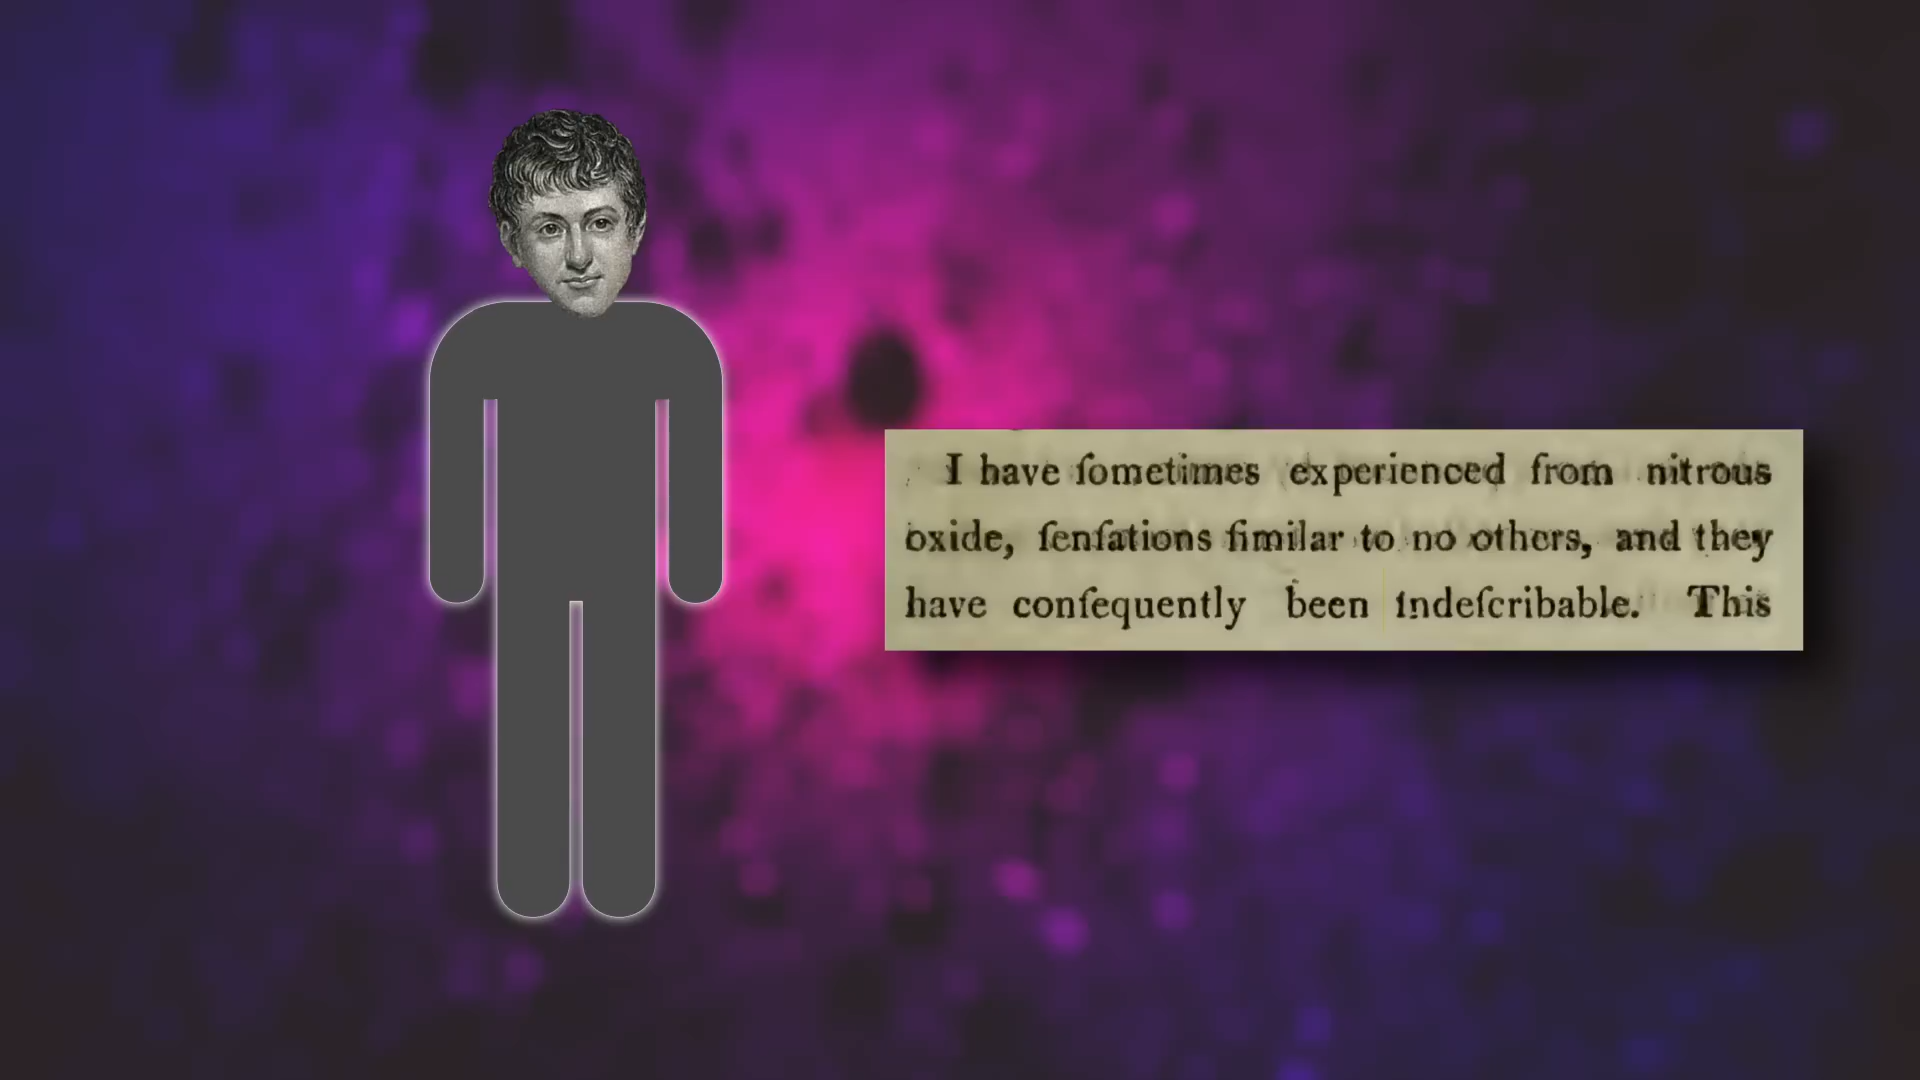 I have ſometimes experienced from nitrous
oxide, ſenſations ſimilar to no others, and they
have conſequently been indeſcribable. This